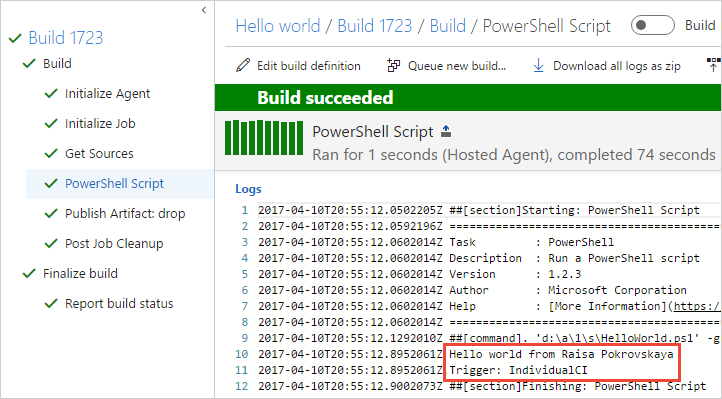 Build 1723
Build
Initialize Agent
Initialize Job
Get Sources
PowerShell Script
Publish Artifact: drop
Post Job Cleanup
Finalize build
Report build status
Hello world / Build 1723 / Build / PowerShell Script Build
Edit build definition Queue new build... Download all logs as zip
Build succeeded
PowerShell Script
Ran for 1 seconds (Hosted Agent), completed 74 seconds
Logs
1 2017-04-10T20:55:12.0502205Z ##[section]Starting: PowerShell Script
2 2017-04-10T20:55:12.0592196Z ==============================
3 2017-04-10T20:55:12.0602014Z Task : PowerShell
4 2017-04-10T20:55:12.0602014Z Description : Run a PowerShell script
5 2017-04-10T20:55:12.0602014Z Version : 1.2.3
6 2017-04-10T20:55:12.0602014Z Author : Microsoft Corporation
7 2017-04-10T20:55:12.0602014Z Help : [More Information](https:/
8 2017-04-10T20:55:12.0602014Z ==============================
9 2017-04-10T20:55:12.1292010Z ##[command]. 'd:\a\1\s\HelloWorld.ps1' -g
10 2017-04-10T20:55:12.8952061Z Hello world from Raisa Pokrovskaya
11 2017-04-10T20:55:12.8952061Z Trigger: IndividualCI
12 2017-04-10T20:55:12.9002073Z ##[section]Finishing: PowerShell Script